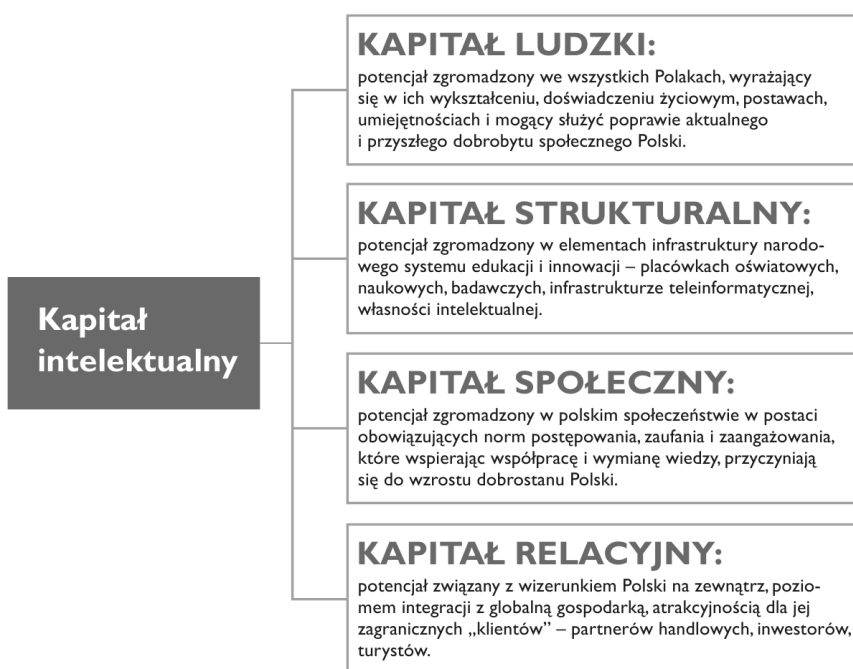 KAPITAŁ LUDZKI:
potencjał zgromadzony we wszystkich Polakach, wyrażający
się w ich wykształceniu, doświadczeniu życiowym, postawach,
umiejętnościach i mogący służyć poprawie aktualnego
i przyszłego dobrobytu społecznego Polski.
KAPITAŁ STRUKTURALNY:
potencjał zgromadzony w elementach infrastruktury narodo-
wego systemu edukacji i innowacji – placówkach oświatowych,
naukowych, badawczych, infrastrukturze teleinformatycznej,
własności intelektualnej.
Kapitał
intelektualny
KAPITAŁ SPOŁECZNY:
potencjał zgromadzony w polskim społeczeństwie w postaci
obowiązujących norm postępowania, zaufania i zaangażowania,
które wspierając współpracę i wymianę wiedzy, przyczyniają
się do wzrostu dobrostanu Polski.
KAPITAŁ RELACYJNY:
potencjał związany z wizerunkiem Polski na zewnątrz, pozio-
mem integracji z globalną gospodarką, atrakcyjnością dla jej
zagranicznych „klientów” – partnerów handlowych, inwestorów,
turystów.